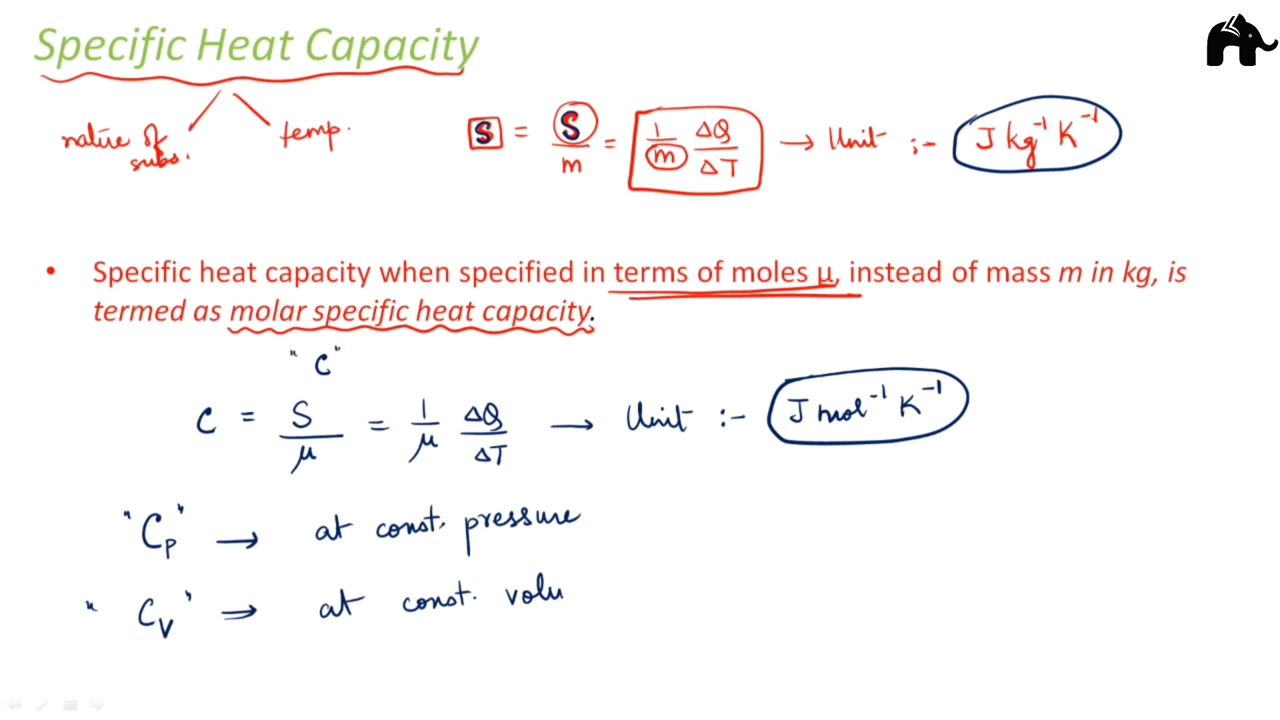 Specific Heat Capacity
nature of subs.
temp.
s = S/m = 1/m ΔQ/ΔT → Unit :- J kg⁻¹ K⁻¹
• Specific heat capacity when specified in terms of moles μ, instead of mass m in kg, is
termed as molar specific heat capacity.
"C"
C = S/μ = 1/μ ΔQ/ΔT → Unit :- J mol⁻¹ K⁻¹
"C_P" → at const. pressure
"C_V" ⇒ at const. volu